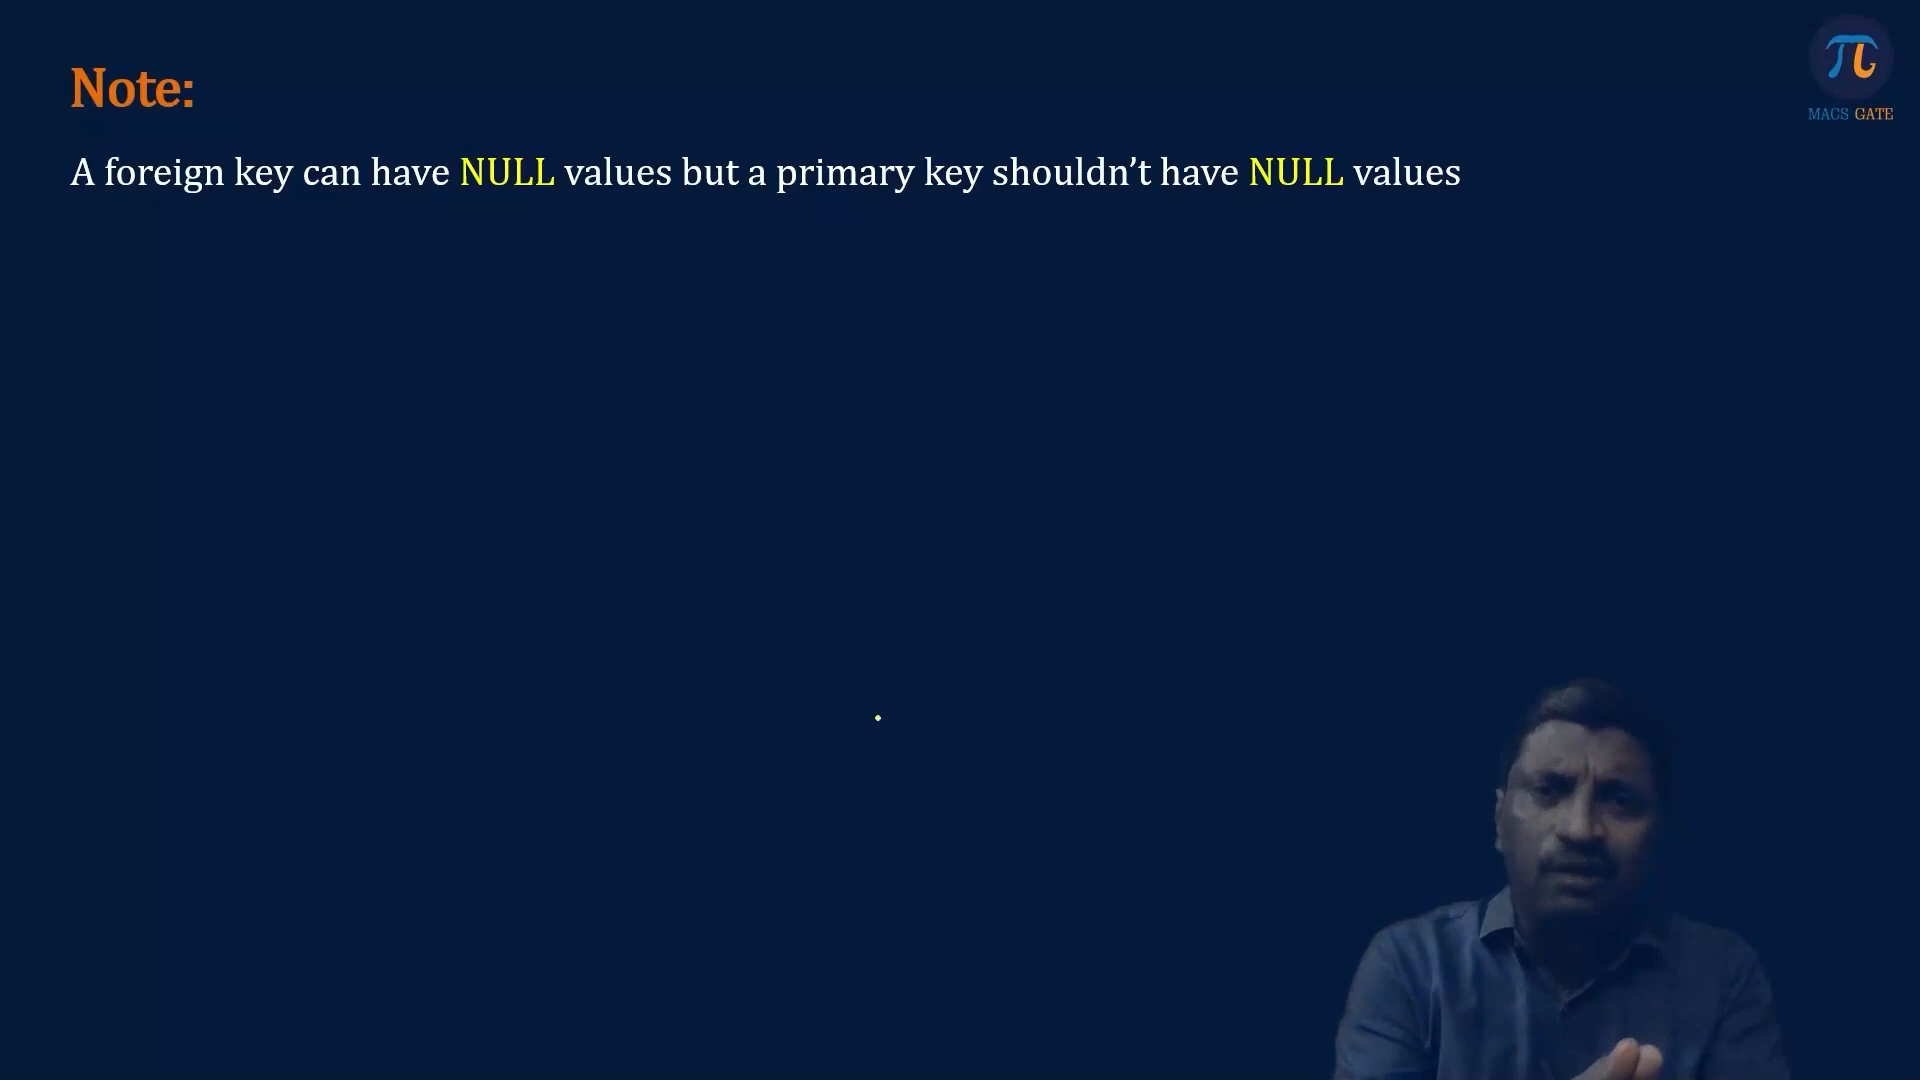 MACS GATE
Note:
A foreign key can have NULL values but a primary key shouldn’t have NULL values